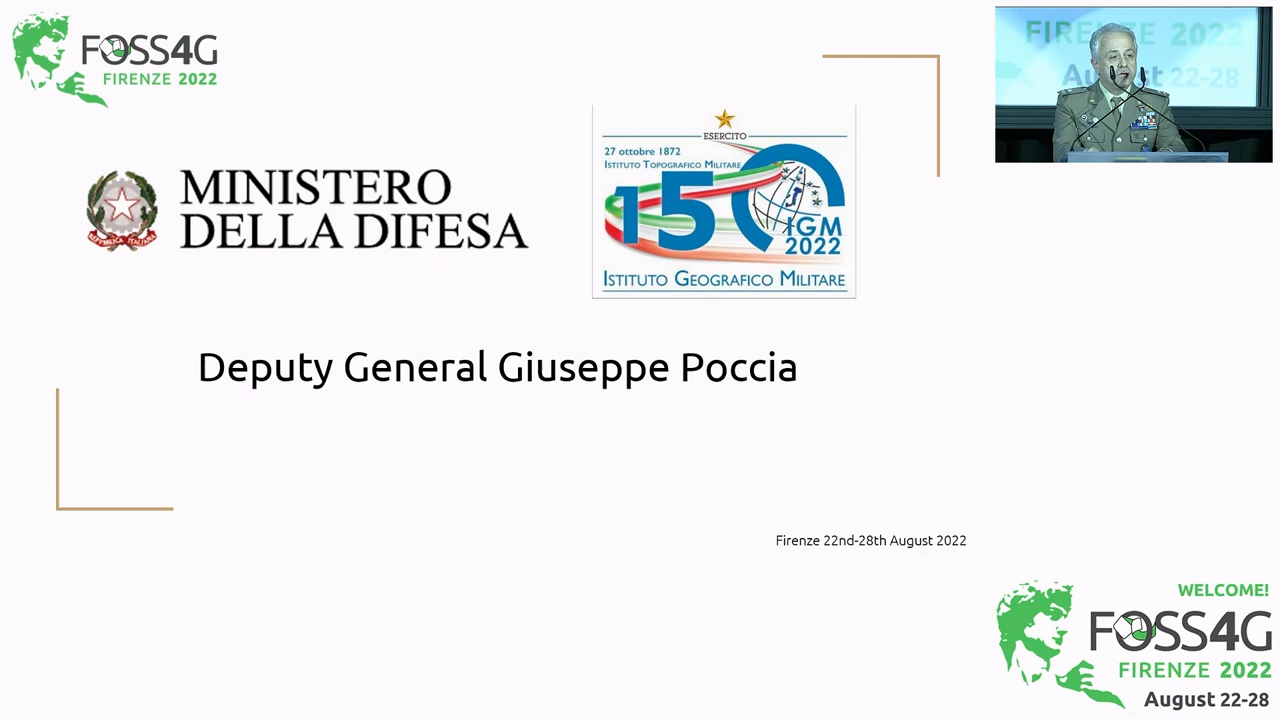 FOSS4G
FIRENZE 2022
FIRENZE 2022
August 22-28
MINISTERO
DELLA DIFESA
REPVBBLICA ITALIANA
ESERCITO
27 ottobre 1872
ISTITUTO TOPOGRAFICO MILITARE
150
IGM
2022
ISTITUTO GEOGRAFICO MILITARE
Deputy General Giuseppe Poccia
Firenze 22nd-28th August 2022
WELCOME!
FOSS4G
FIRENZE 2022
August 22-28